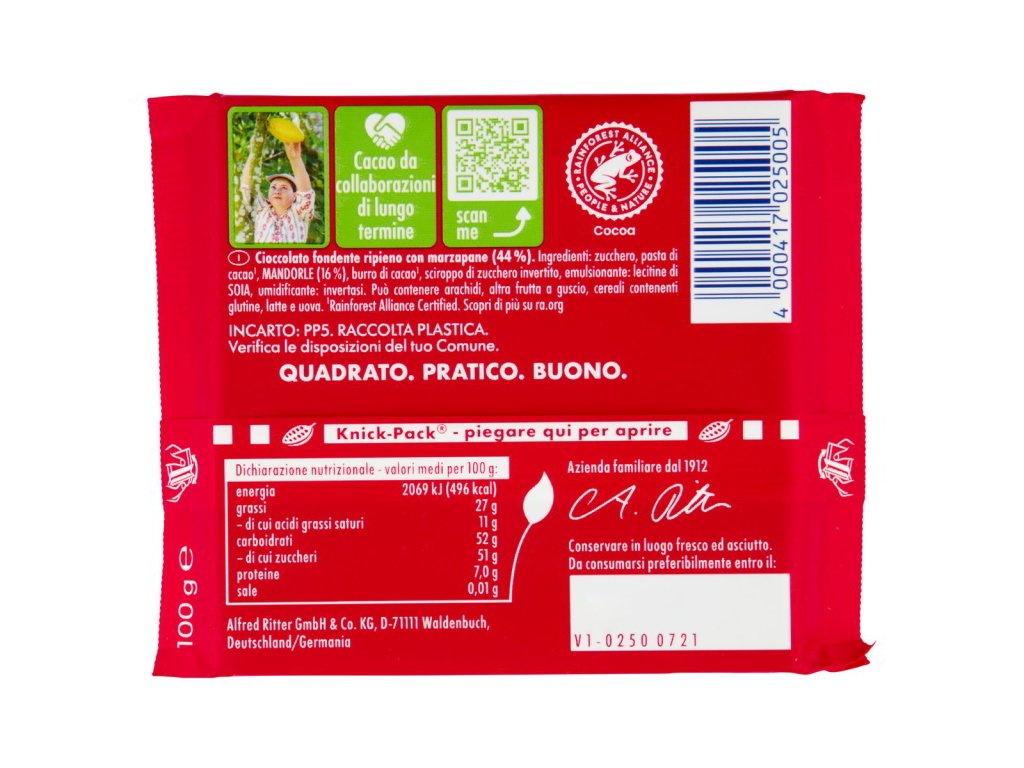 Cacao da
collaborazioni
di lungo
termine
scan
me
RAINFOREST ALLIANCE
PEOPLE & NATURE
Cocoa
4 000417 025005
I Cioccolato fondente ripieno con marzapane (44 %). Ingredienti: zucchero, pasta di
cacao¹, MANDORLE (16 %), burro di cacao¹, sciroppo di zucchero invertito, emulsionante: lecitine di
SOIA, umidificante: invertasi. Può contenere arachidi, altra frutta a guscio, cereali contenenti
glutine, latte e uova. ¹Rainforest Alliance Certified. Scopri di più su ra.org
INCARTO: PP5. RACCOLTA PLASTICA.
Verifica le disposizioni del tuo Comune.
QUADRATO. PRATICO. BUONO.
Knick-Pack® - piegare qui per aprire
Dichiarazione nutrizionale - valori medi per 100 g:
energia 2069 kJ (496 kcal)
grassi 27 g
- di cui acidi grassi saturi 11 g
carboidrati 52 g
- di cui zuccheri 51 g
proteine 7,0 g
sale 0,01 g
Alfred Ritter GmbH & Co. KG, D-71111 Waldenbuch,
Deutschland/Germania
100 g e
Azienda familiare dal 1912
A. Ritter
Conservare in luogo fresco ed asciutto.
Da consumarsi preferibilmente entro il:
V1-0250 0721